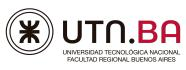 UTN.BA
UNIVERSIDAD TECNOLÓGICA NACIONAL
FACULTAD REGIONAL BUENOS AIRES